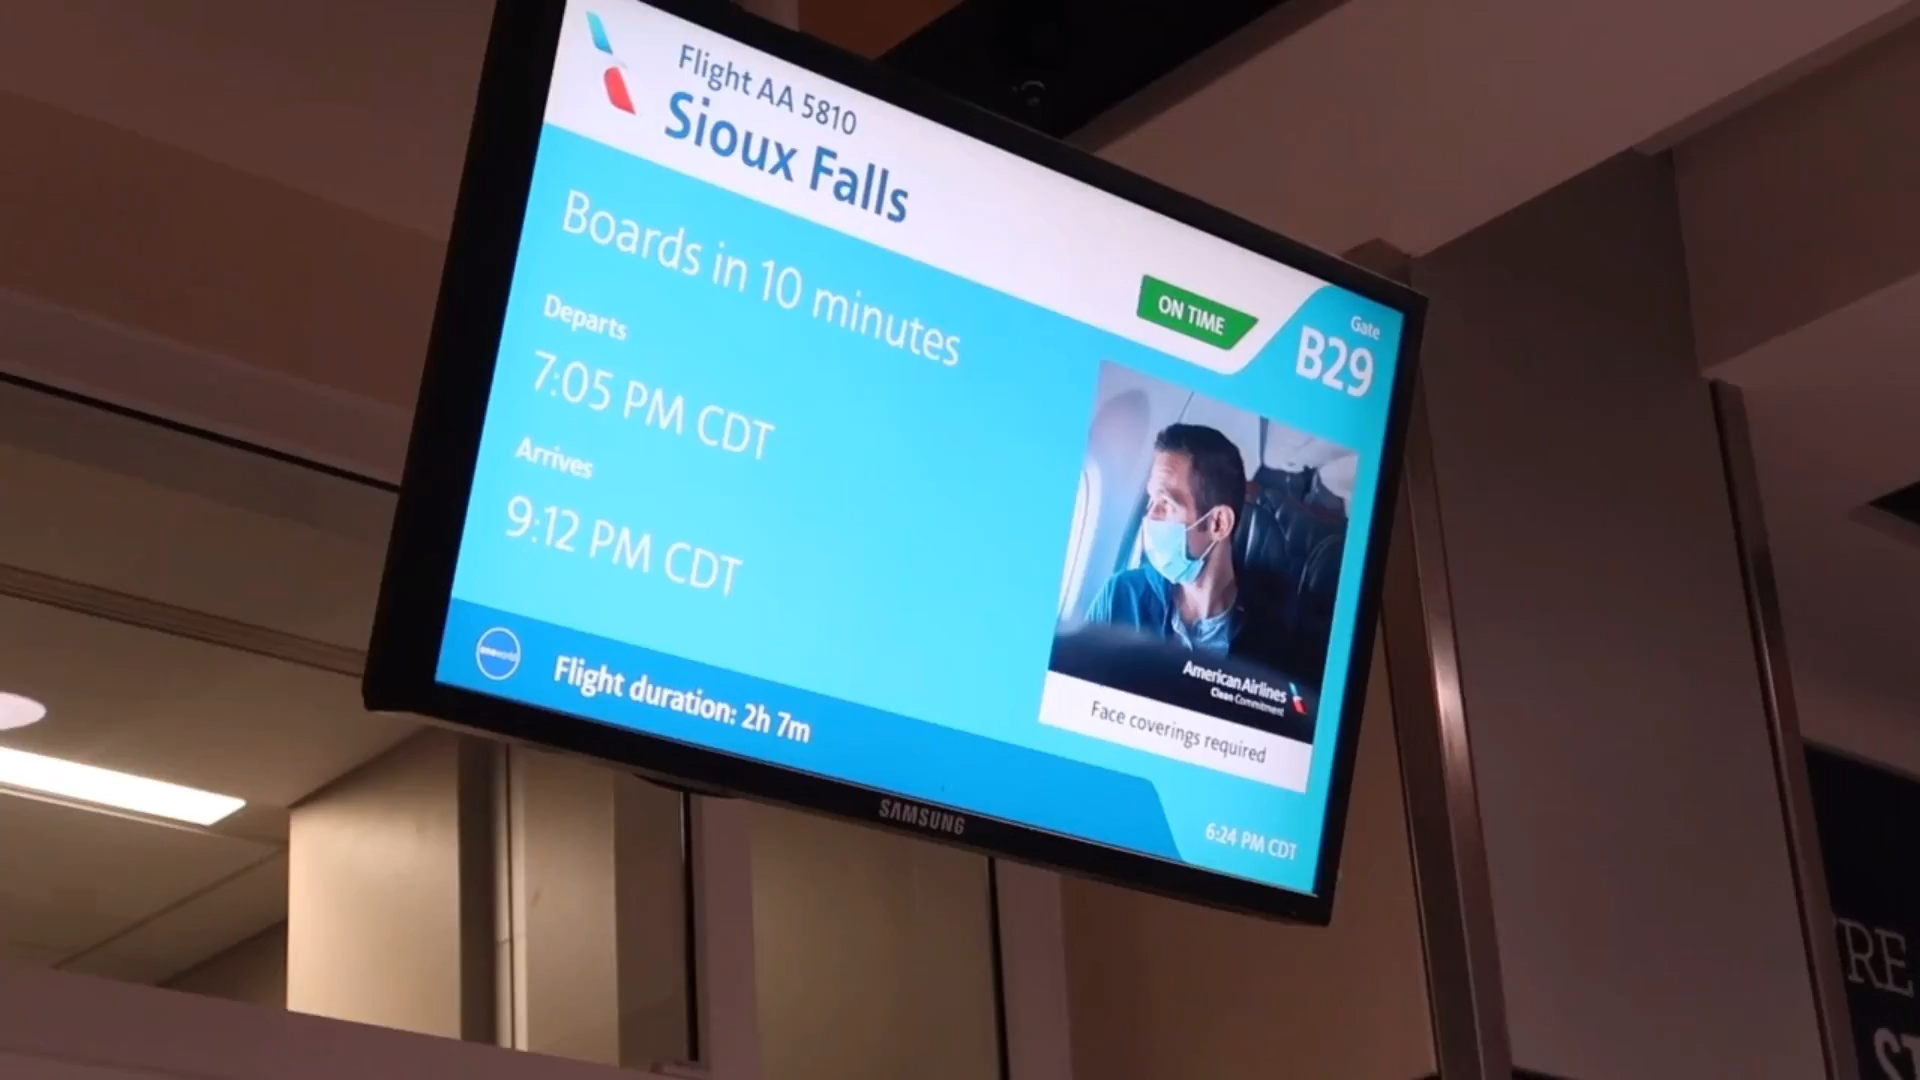 Flight AA 5810
Sioux Falls
ON TIME
Gate
B29
Boards in 10 minutes
Departs
7:05 PM CDT
Arrives
9:12 PM CDT
American Airlines
Clean Commitment
Face coverings required
oneworld
Flight duration: 2h 7m
6:24 PM CDT
SAMSUNG
RE